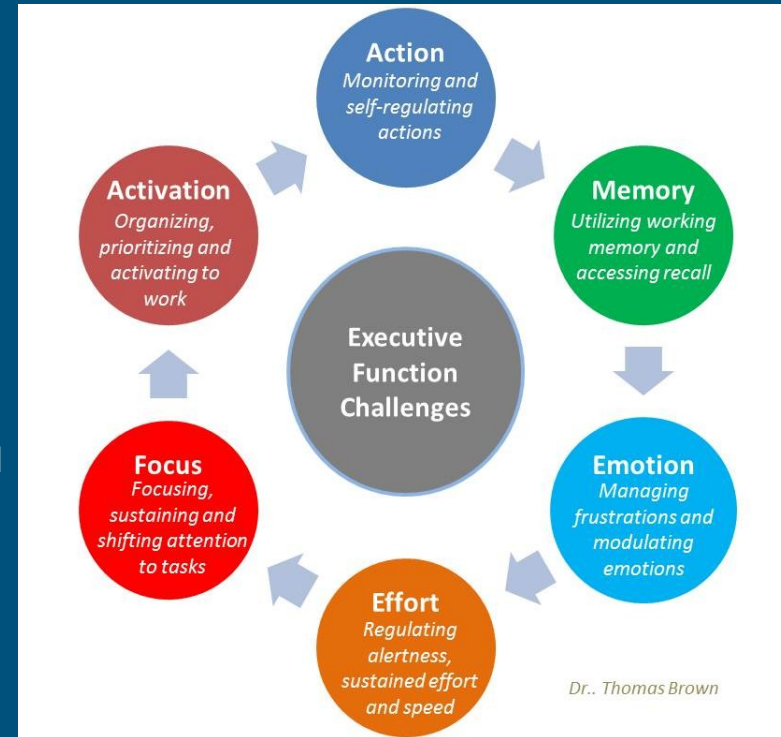 Action
Monitoring and
self-regulating
actions
Memory
Utilizing working
memory and
accessing recall
Emotion
Managing
frustrations and
modulating
emotions
Effort
Regulating
alertness,
sustained effort
and speed
Focus
Focusing,
sustaining and
shifting attention
to tasks
Activation
Organizing,
prioritizing and
activating to
work
Executive
Function
Challenges
Dr.. Thomas Brown